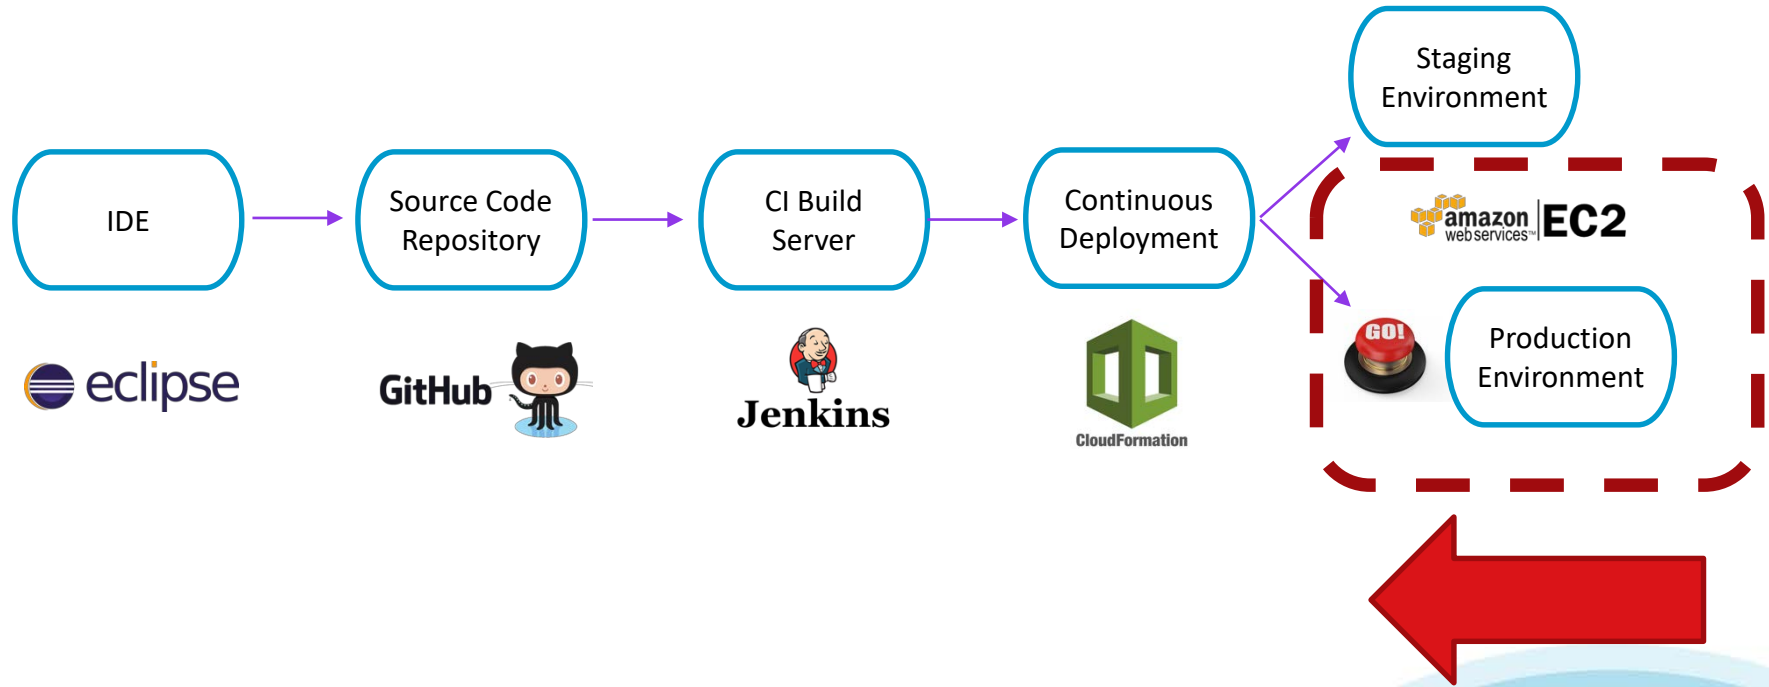 Staging
Environment
IDE
Source Code
Repository
CI Build
Server
Continuous
Deployment
amazon
webservices™
EC2
GO!
Production
Environment
eclipse
GitHub
Jenkins
CloudFormation